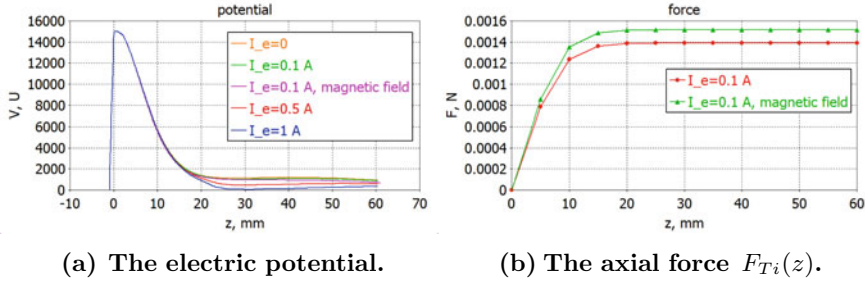 potential
V, U
16000
14000
12000
10000
8000
6000
4000
2000
0
-10 0 10 20 30 40 50 60 70
z, mm
I_e=0
I_e=0.1 A
I_e=0.1 A, magnetic field
I_e=0.5 A
I_e=1 A
(a) The electric potential.
force
F, N
0.0016
0.0014
0.0012
0.001
0.0008
0.0006
0.0004
0.0002
0
0 10 20 30 40 50 60
z, mm
I_e=0.1 A
I_e=0.1 A, magnetic field
(b) The axial force F_{Ti}(z).